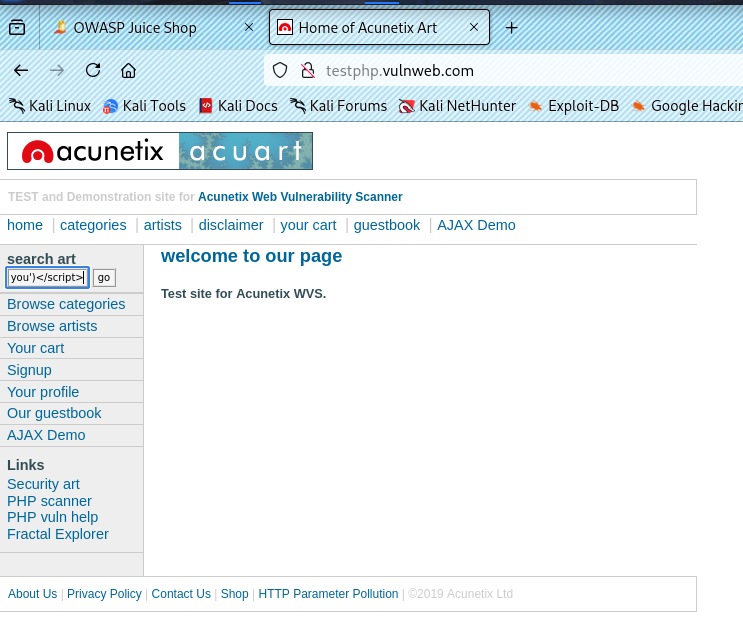 OWASP Juice Shop
Home of Acunetix Art
testphp.vulnweb.com
Kali Linux Kali Tools Kali Docs Kali Forums Kali NetHunter Exploit-DB
acunetix acuart
TEST and Demonstration site for Acunetix Web Vulnerability Scanner
home | categories | artists | disclaimer | your cart | guestbook | AJAX Demo
search art
you')</script> go
welcome to our page
Test site for Acunetix WVS.
Browse categories
Browse artists
Your cart
Signup
Your profile
Our guestbook
AJAX Demo
Links
Security art
PHP scanner
PHP vuln help
Fractal Explorer
About Us | Privacy Policy | Contact Us | Shop | HTTP Parameter Pollution | ©2019 Acunetix Ltd